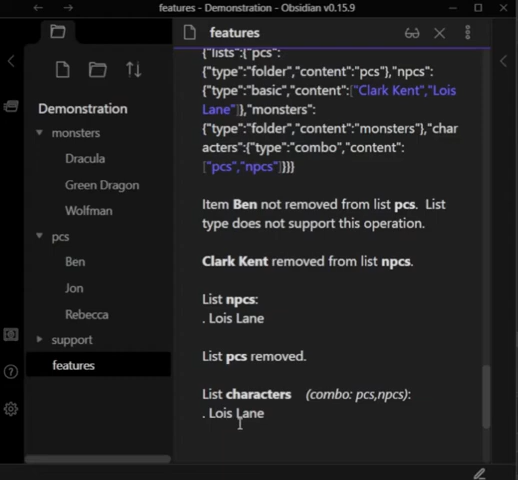 features - Demonstration - Obsidian v0.15.9
features
Demonstration
monsters
Dracula
Green Dragon
Wolfman
pcs
Ben
Jon
Rebecca
support
features
{"lists":{"pcs":
{"type":"folder","content":"pcs"},"npcs":
{"type":"basic","content":["Clark Kent","Lois
Lane"]},"monsters":
{"type":"folder","content":"monsters"},"char
acters":{"type":"combo","content":
["pcs","npcs"]}}}
Item Ben not removed from list pcs. List
type does not support this operation.
Clark Kent removed from list npcs.
List npcs:
. Lois Lane
List pcs removed.
List characters (combo: pcs,npcs):
. Lois Lane